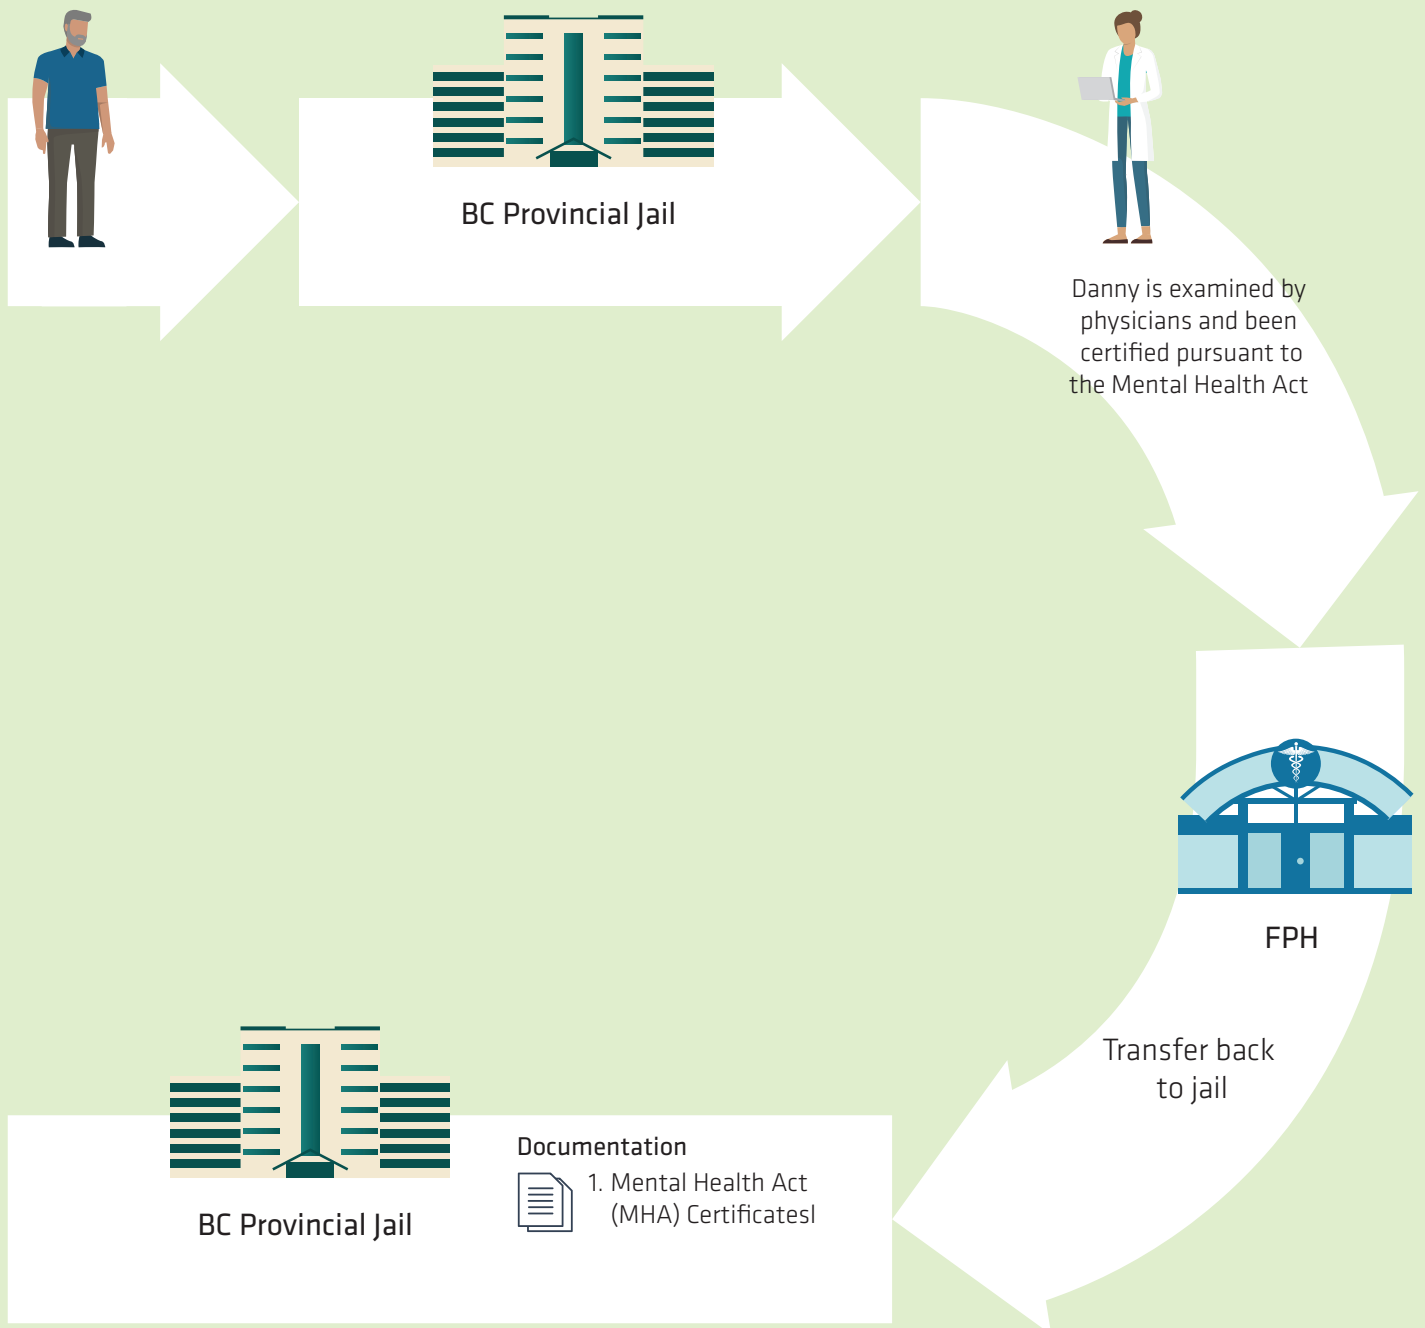 BC Provincial Jail
Danny is examined by
physicians and been
certified pursuant to
the Mental Health Act
FPH
Transfer back
to jail
BC Provincial Jail
Documentation
1. Mental Health Act
(MHA) Certificatesl